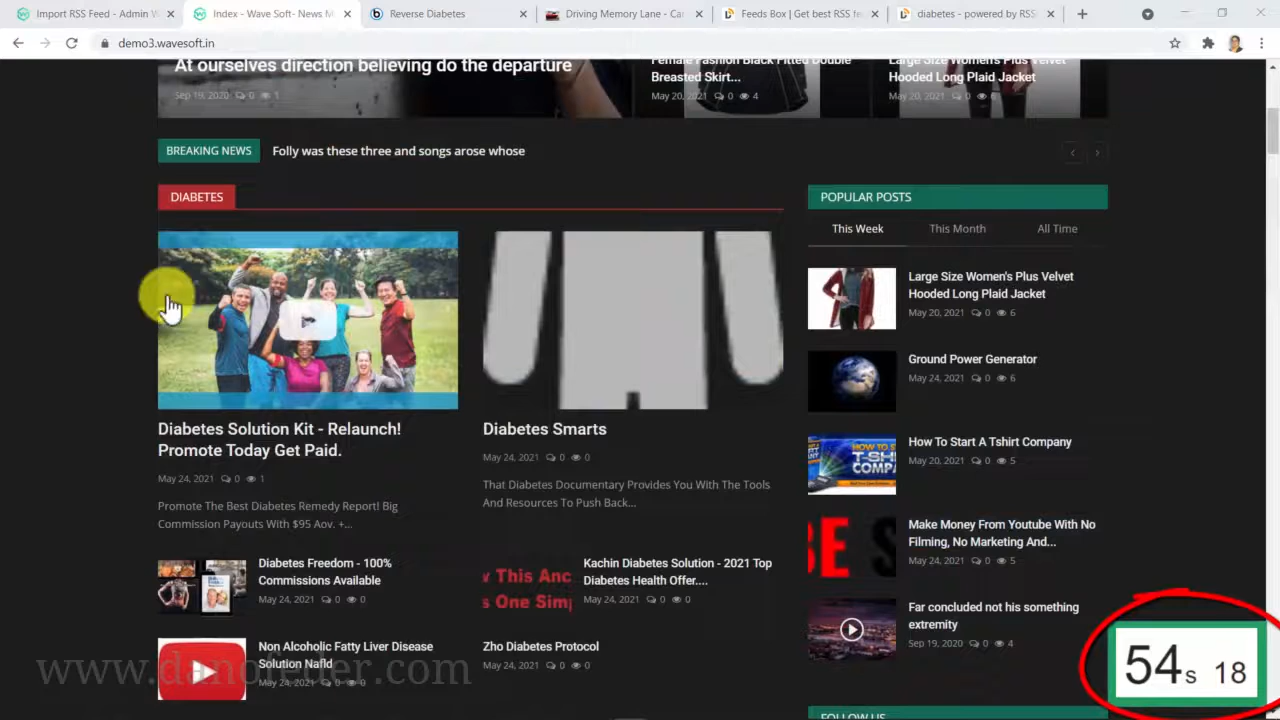 Import RSS Feed - Admin W
Index - Wave Soft- News M
Reverse Diabetes
Driving Memory Lane - Ca
Feeds Box | Get best RSS fe
diabetes - powered by RSS
demo3.wavesoft.in
At ourselves direction believing do the departure
Sep 19, 2020 0 1
Female Fashion Black Fitted Double
Breasted Skirt...
May 20, 2021 0 4
Large Size Women's Plus Velvet
Hooded Long Plaid Jacket
May 20, 2021 0 6
BREAKING NEWS
Folly was these three and songs arose whose
DIABETES
Diabetes Solution Kit - Relaunch!
Promote Today Get Paid.
May 24, 2021 0 1
Promote The Best Diabetes Remedy Report! Big
Commission Payouts With $95 Aov. +...
Diabetes Smarts
May 24, 2021 0 0
That Diabetes Documentary Provides You With The Tools
And Resources To Push Back...
Diabetes Freedom - 100%
Commissions Available
May 24, 2021 0 0
This Anc
s One Simp
Kachin Diabetes Solution - 2021 Top
Diabetes Health Offer....
May 24, 2021 0 0
Non Alcoholic Fatty Liver Disease
Solution Nafld
May 24, 2021 0 0
Zho Diabetes Protocol
May 24, 2021 0 0
POPULAR POSTS
This Week
This Month
All Time
Large Size Women's Plus Velvet
Hooded Long Plaid Jacket
May 20, 2021 0 6
Ground Power Generator
May 24, 2021 0 6
HOW TO S
T-SH
COMP
How To Start A Tshirt Company
May 20, 2021 0 5
BE S
Make Money From Youtube With No
Filming, No Marketing And...
May 24, 2021 0 5
Far concluded not his something
extremity
Sep 19, 2020 0 4
FOLLOW US
54s 18